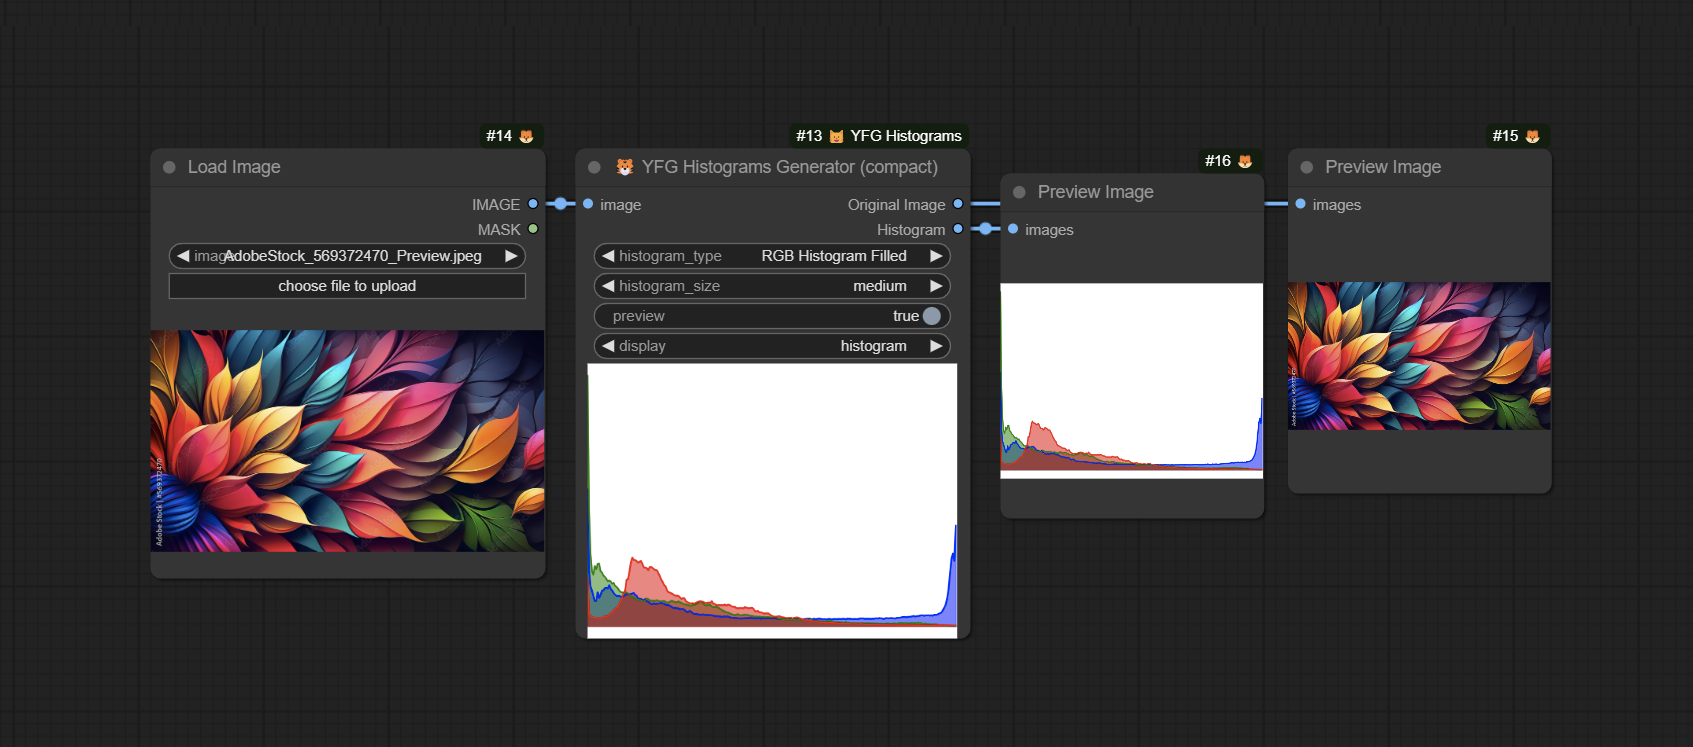 #14
Load Image
IMAGE
MASK
image AdobeStock_569372470_Preview.jpeg
choose file to upload
Adobe Stock | #569372470
#13 YFG Histograms
YFG Histograms Generator (compact)
image Original Image
Histogram
histogram_type RGB Histogram Filled
histogram_size medium
preview true
display histogram
#16
Preview Image
images
#15
Preview Image
images
Adobe Stock | #569372470